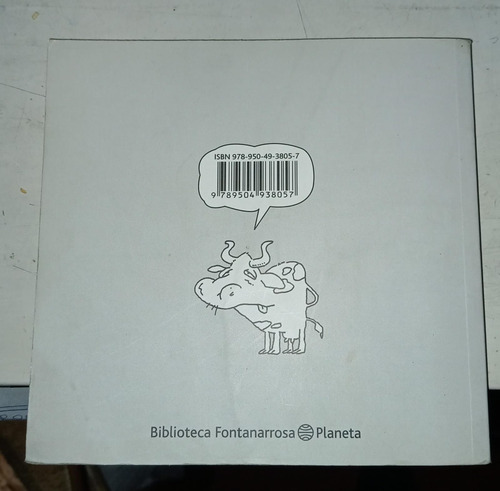 ISBN 978-950-49-3805-7
9 789504 938057
Biblioteca Fontanarrosa Planeta